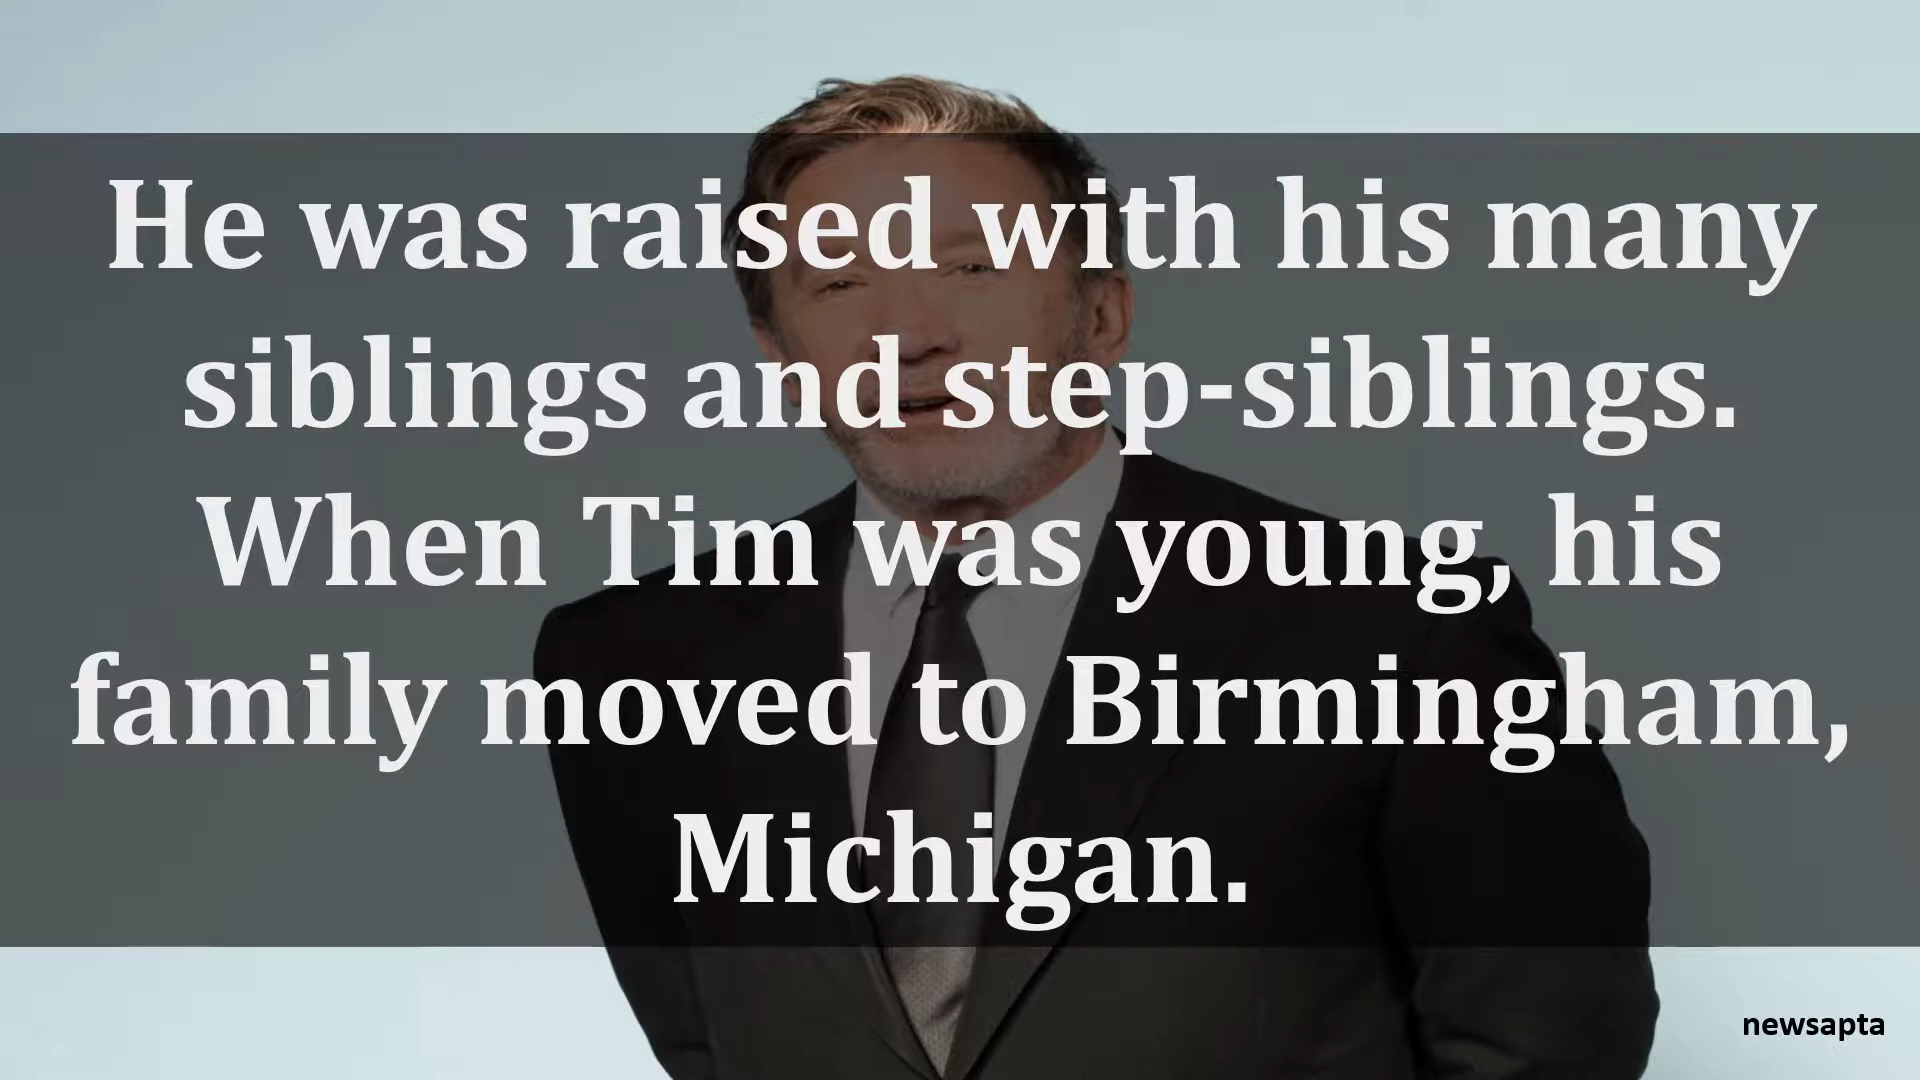 He was raised with his many
siblings and step-siblings.
When Tim was young, his
family moved to Birmingham,
Michigan.
newsapta